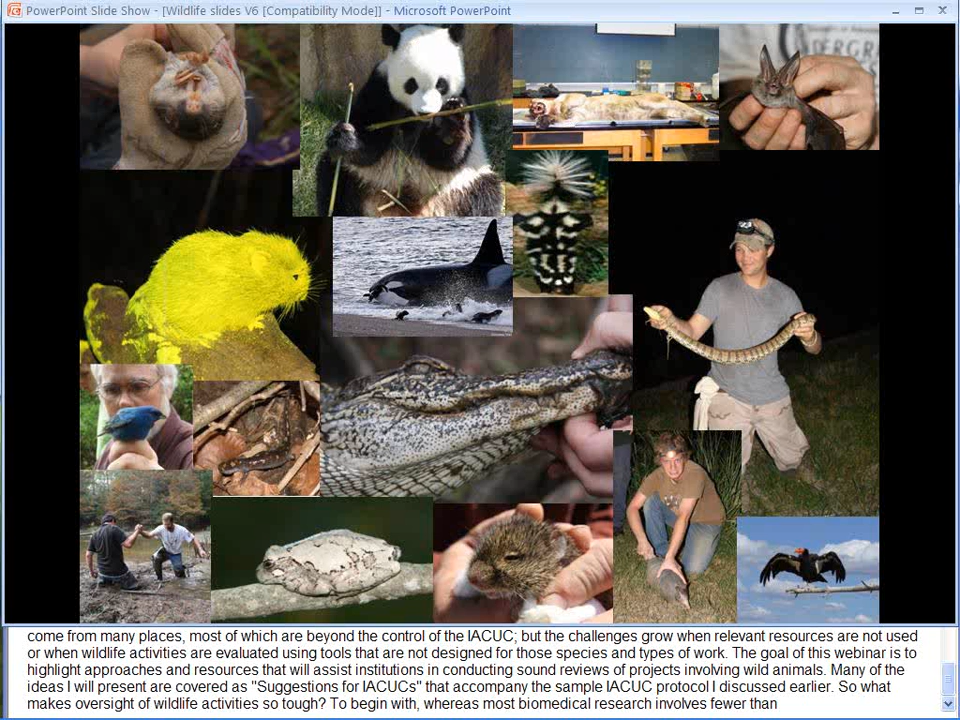 PowerPoint Slide Show - [Wildlife slides V6 [Compatibility Mode]] - Microsoft PowerPoint
DERGR
come from many places, most of which are beyond the control of the IACUC; but the challenges grow when relevant resources are not used
or when wildlife activities are evaluated using tools that are not designed for those species and types of work. The goal of this webinar is to
highlight approaches and resources that will assist institutions in conducting sound reviews of projects involving wild animals. Many of the
ideas I will present are covered as "Suggestions for IACUCs" that accompany the sample IACUC protocol I discussed earlier. So what
makes oversight of wildlife activities so tough? To begin with, whereas most biomedical research involves fewer than